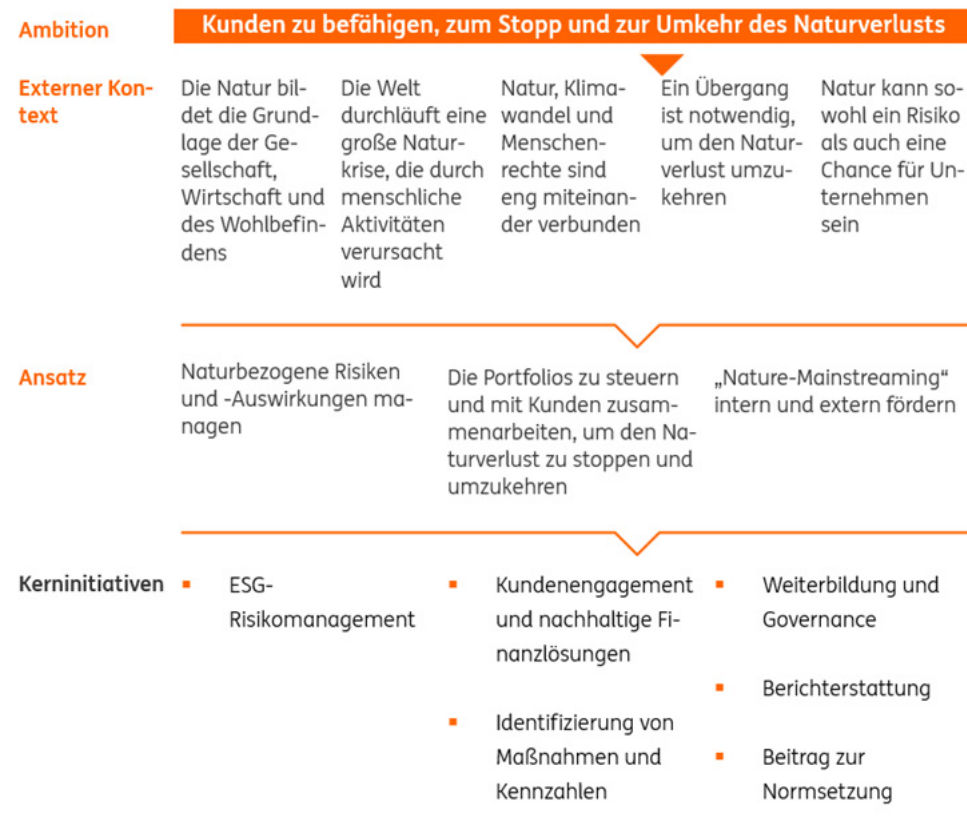 Ambition
Kunden zu befähigen, zum Stopp und zur Umkehr des Naturverlusts
Externer Kon-
text
Die Natur bil-
det die Grund-
lage der Ge-
sellschaft,
Wirtschaft und
des Wohlbefin-
dens
Die Welt
durchläuft eine
große Natur-
krise, die durch
menschliche
Aktivitäten
verursacht
wird
Natur, Klima-
wandel und
Menschen-
rechte sind
eng miteinan-
der verbunden
Ein Übergang
ist notwendig,
um den Natur-
verlust umzu-
kehren
Natur kann so-
wohl ein Risiko
als auch eine
Chance für Un-
ternehmen
sein
Ansatz
Naturbezogene Risiken
und -Auswirkungen ma-
nagen
Die Portfolios zu steuern
und mit Kunden zusam-
menarbeiten, um den Na-
turverlust zu stoppen und
umzukehren
„Nature-Mainstreaming“
intern und extern fördern
Kerninitiativen
▪ ESG-
Risikomanagement
▪ Kundenengagement
und nachhaltige Fi-
nanzlösungen
▪ Identifizierung von
Maßnahmen und
Kennzahlen
▪ Weiterbildung und
Governance
▪ Berichterstattung
▪ Beitrag zur
Normsetzung